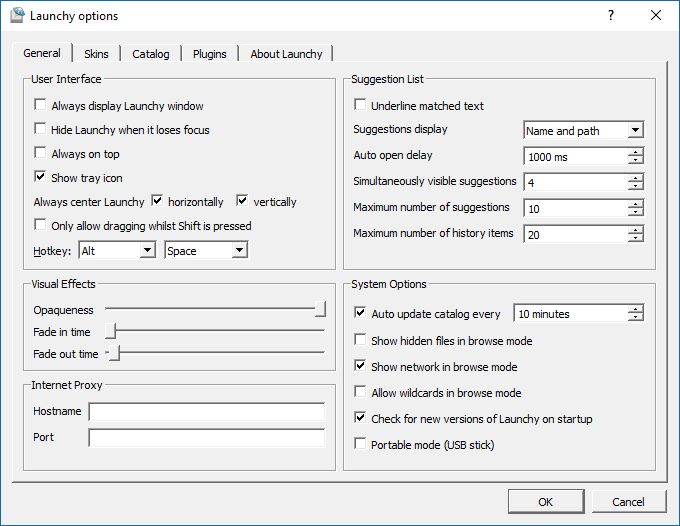 Launchy options
?
General
Skins
Catalog
Plugins
About Launchy
User Interface
Always display Launchy window
Hide Launchy when it loses focus
Always on top
Show tray icon
Always center Launchy horizontally vertically
Only allow dragging whilst Shift is pressed
Hotkey: Alt Space
Visual Effects
Opaqueness
Fade in time
Fade out time
Internet Proxy
Hostname
Port
Suggestion List
Underline matched text
Suggestions display Name and path
Auto open delay 1000 ms
Simultaneously visible suggestions 4
Maximum number of suggestions 10
Maximum number of history items 20
System Options
Auto update catalog every 10 minutes
Show hidden files in browse mode
Show network in browse mode
Allow wildcards in browse mode
Check for new versions of Launchy on startup
Portable mode (USB stick)
OK
Cancel